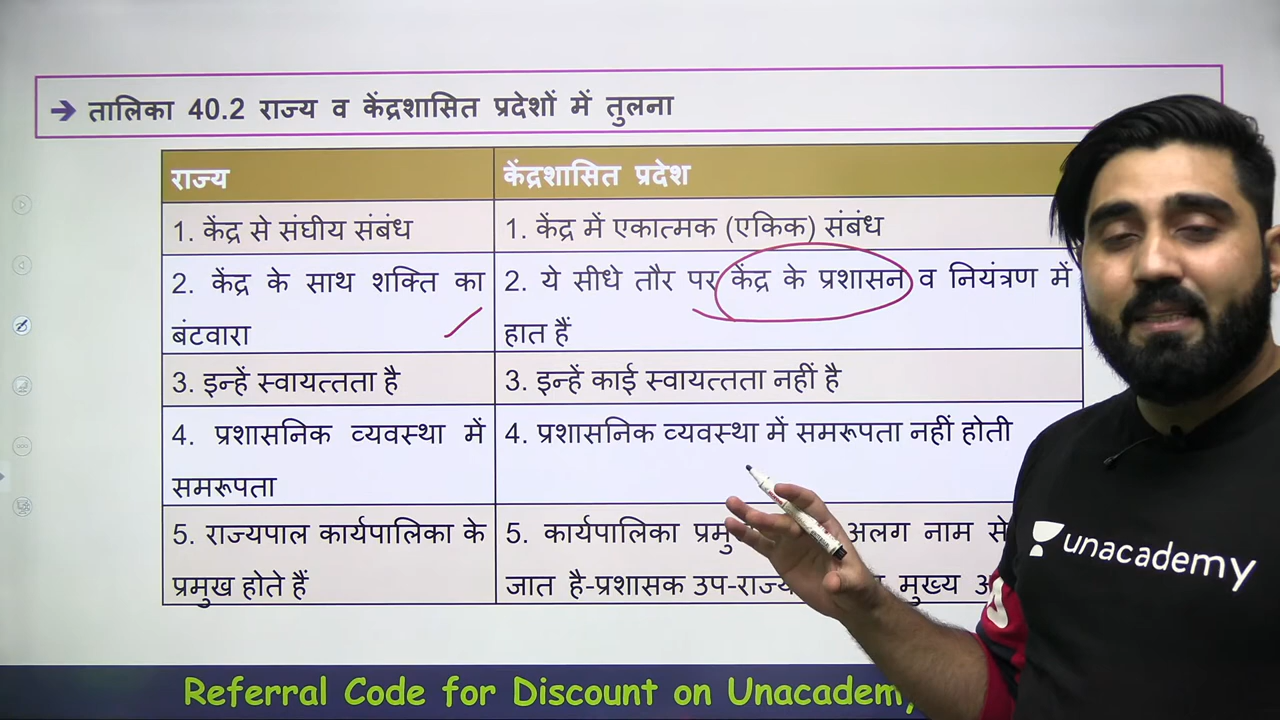 तालिका 40.2 राज्य व केंद्रशासित प्रदेशों में तुलना
राज्य
केंद्रशासित प्रदेश
1. केंद्र से संघीय संबंध
1. केंद्र में एकात्मक (एकिक) संबंध
2. केंद्र के साथ शक्ति का
बंटवारा
2. ये सीधे तौर पर केंद्र के प्रशासन व नियंत्रण में
हात हैं
3. इन्हें स्वायत्तता है
3. इन्हें काई स्वायत्तता नहीं है
4. प्रशासनिक व्यवस्था में
समरूपता
4. प्रशासनिक व्यवस्था में समरूपता नहीं होती
5. राज्यपाल कार्यपालिका के
प्रमुख होते हैं
5. कार्यपालिका अलग नाम से
जात है-प्रशासक मुख्य
unacademy
Referral Code for Discount on Unacademy